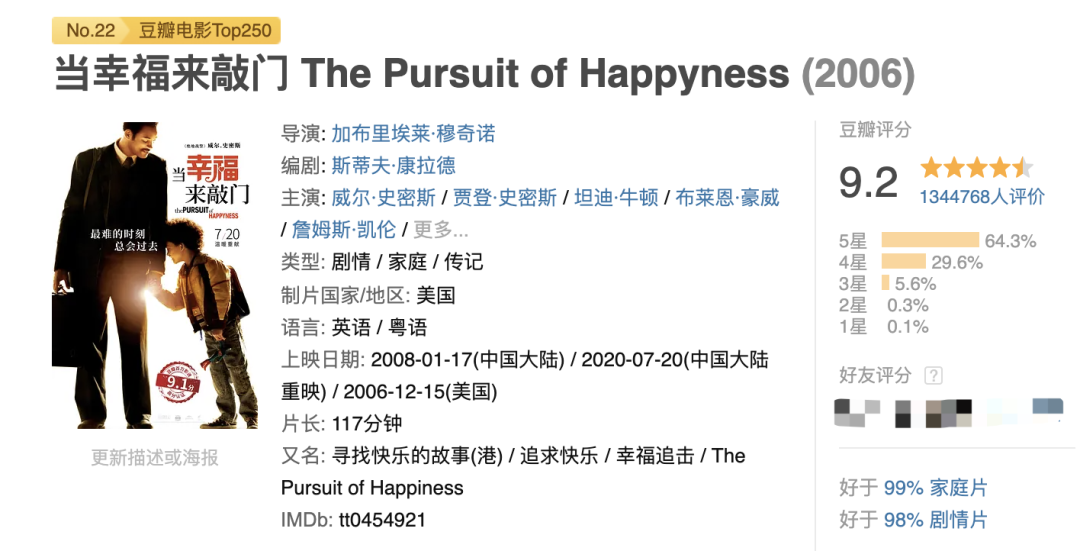 No.22 豆瓣电影Top250
当幸福来敲门 The Pursuit of Happyness (2006)
威尔·史密斯
当幸福
来敲门
the PURSUIT of
HAPPYNESS
最难的时刻
总会过去
7.20
温暖重映
9.1分
更新描述或海报
导演: 加布里埃莱·穆奇诺
编剧: 斯蒂夫·康拉德
主演: 威尔·史密斯 / 贾登·史密斯 / 坦迪·牛顿 / 布莱恩·豪威
/ 詹姆斯·凯伦 / 更多...
类型: 剧情 / 家庭 / 传记
制片国家/地区: 美国
语言: 英语 / 粤语
上映日期: 2008-01-17(中国大陆) / 2020-07-20(中国大陆
重映) / 2006-12-15(美国)
片长: 117分钟
又名: 寻找快乐的故事(港) / 追求快乐 / 幸福追击 / The
Pursuit of Happiness
IMDb: tt0454921
豆瓣评分
9.2
1344768人评价
5星 64.3%
4星 29.6%
3星 5.6%
2星 0.3%
1星 0.1%
好友评分 ?
好于 99% 家庭片
好于 98% 剧情片